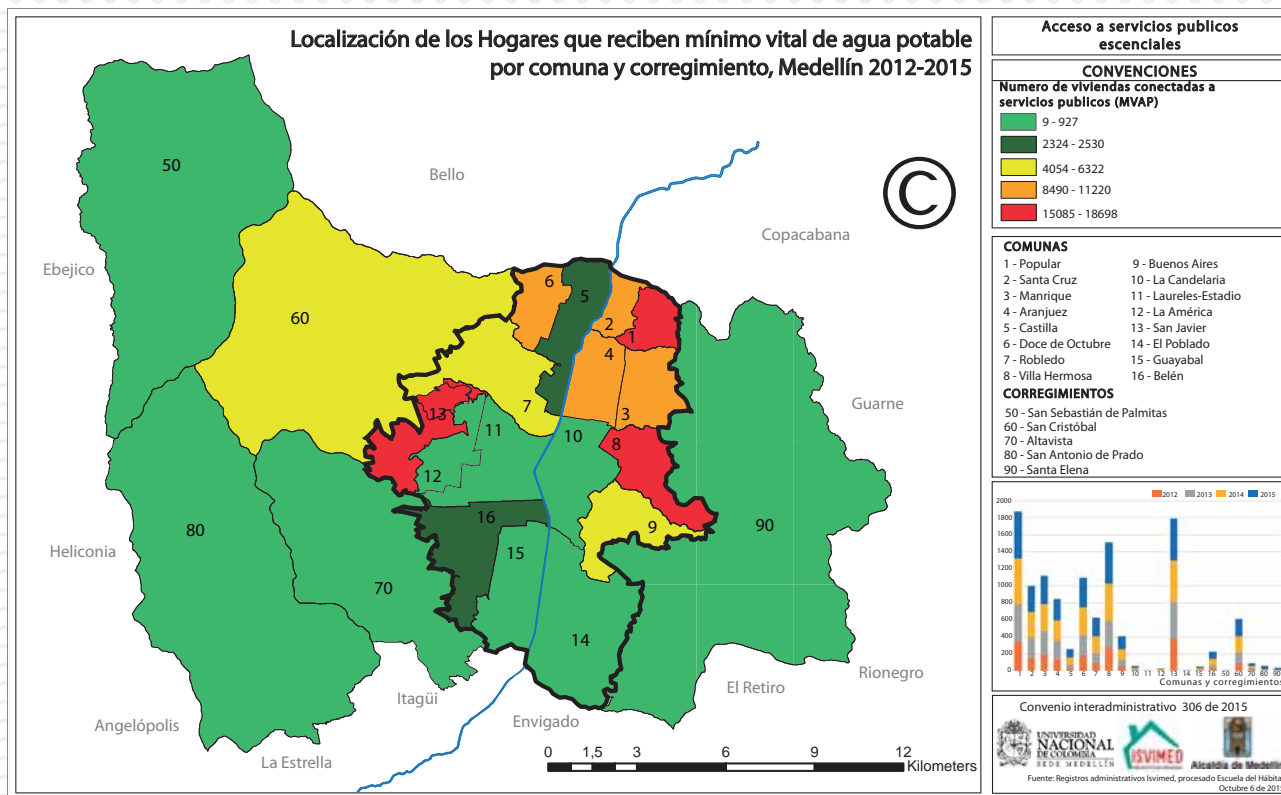 Localización de los Hogares que reciben mínimo vital de agua potable
por comuna y corregimiento, Medellín 2012-2015
50
Bello
©
Copacabana
Ebejico
60
6
5
2
1
4
3
7
13
11
10
8
12
Guarne
16
9
90
15
80
Heliconia
70
14
Rionegro
El Retiro
Itagüi
Envigado
Angelópolis
La Estrella
0 1,5 3 6 9 12
Kilometers
Acceso a servicios publicos
escenciales
CONVENCIONES
Numero de viviendas conectadas a
servicios publicos (MVAP)
9 - 927
2324 - 2530
4054 - 6322
8490 - 11220
15085 - 18698
COMUNAS
1 - Popular
2 - Santa Cruz
3 - Manrique
4 - Aranjuez
5 - Castilla
6 - Doce de Octubre
7 - Robledo
8 - Villa Hermosa
9 - Buenos Aires
10 - La Candelaria
11 - Laureles-Estadio
12 - La América
13 - San Javier
14 - El Poblado
15 - Guayabal
16 - Belén
CORREGIMIENTOS
50 - San Sebastián de Palmitas
60 - San Cristóbal
70 - Altavista
80 - San Antonio de Prado
90 - Santa Elena
2012 2013 2014 2015
2000
1800
1600
1400
1200
1000
800
600
400
200
0
1 2 3 4 5 6 7 8 9 10 11 12 13 14 15 16 50 60 70 80 90
Comunas y corregimientos
Convenio interadministrativo 306 de 2015
UNIVERSIDAD
NACIONAL
DE COLOMBIA
SEDE MEDELLÍN
ISVIMED
Alcaldía de Medellín
Fuente: Registros administrativos Isvimed, procesado Escuela del Hábita
Octubre 6 de 201